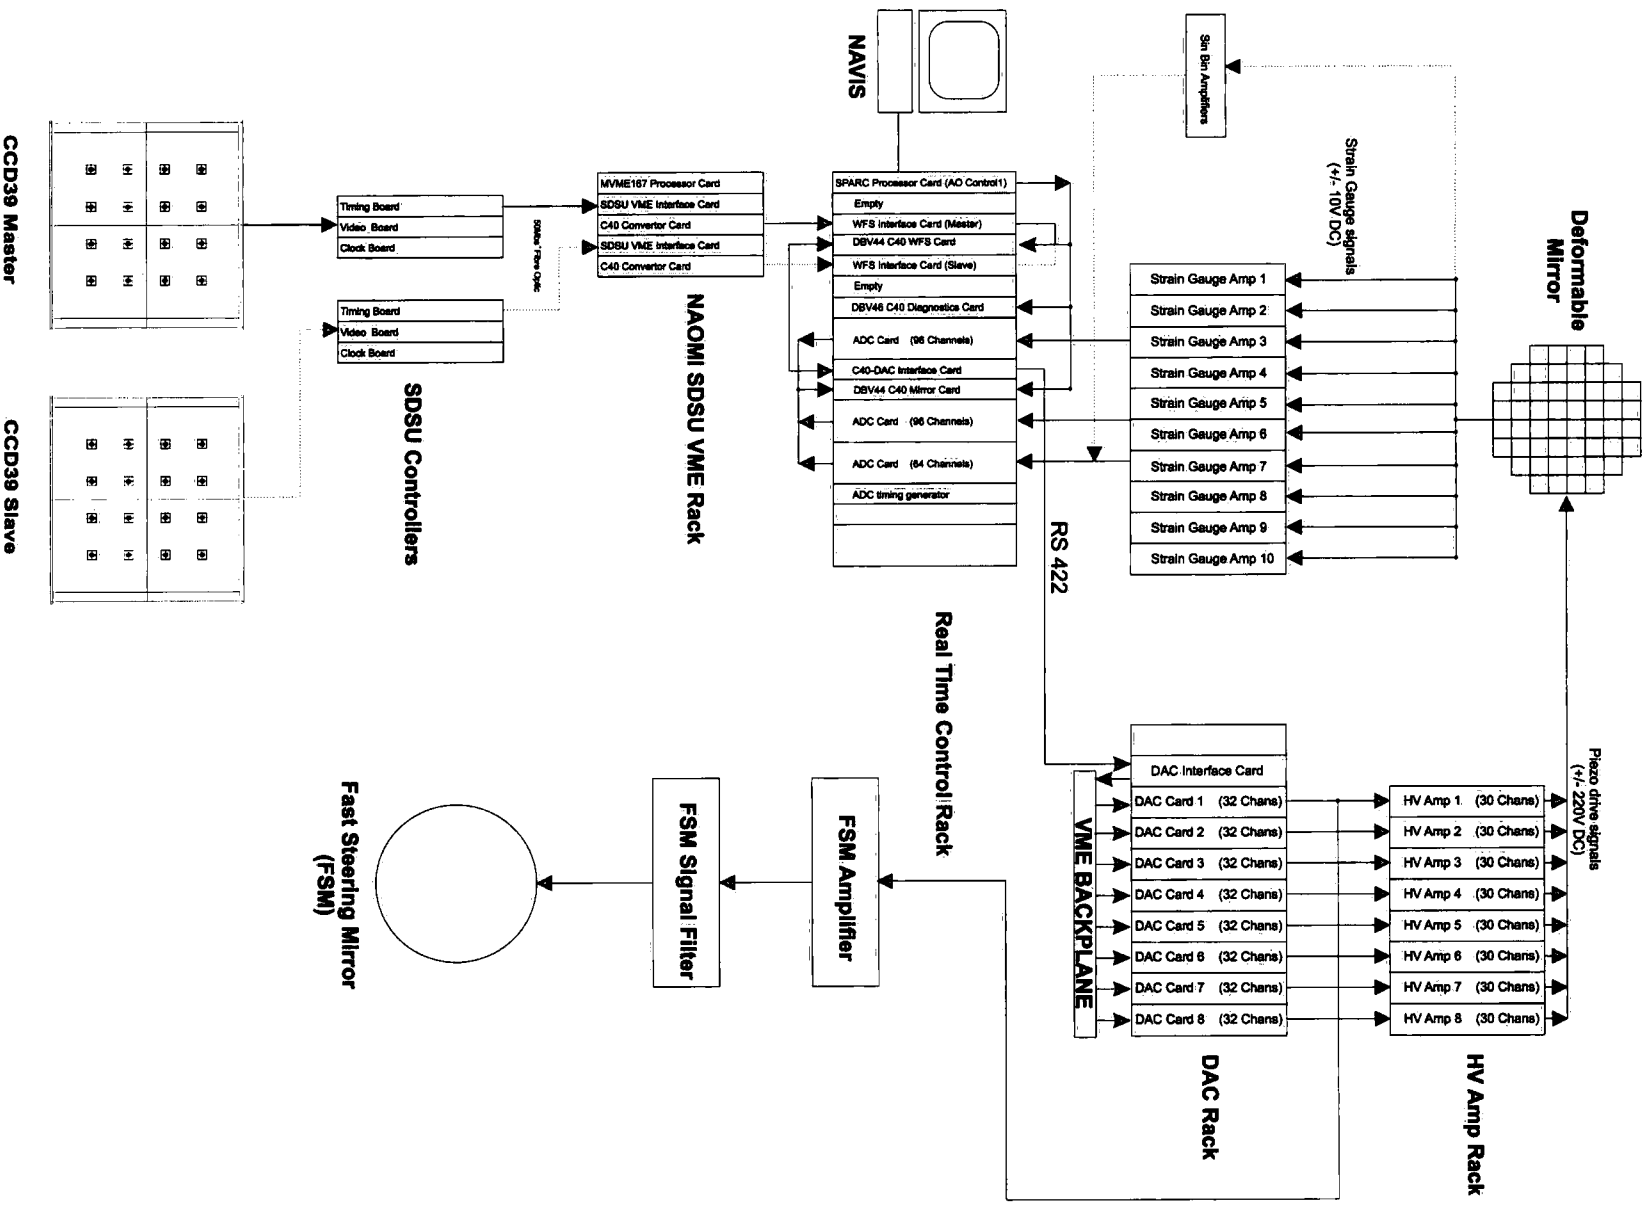 CCD39 Master
CCD39 Slave
Timing Board
Video Board
Clock Board
Timing Board
Video Board
Clock Board
SDSU Controllers
50Mbs⁻¹ Fibre Optic
MVME167 Processor Card
SDSU VME Interface Card
C40 Convertor Card
SDSU VME Interface Card
C40 Convertor Card
NAOMI SDSU VME Rack
NAVIS
SPARC Processor Card (AO Control1)
Empty
WFS Interface Card (Master)
DBV44 C40 WFS Card
WFS Interface Card (Slave)
Empty
DBV46 C40 Diagnostics Card
ADC Card (96 Channels)
C40-DAC Interface Card
DBV44 C40 Mirror Card
ADC Card (96 Channels)
ADC Card (64 Channels)
ADC timing generator
Real Time Control Rack
RS 422
Sin Bin Amplifiers
Strain Gauge signals
(+/- 10V DC)
Strain Gauge Amp 1
Strain Gauge Amp 2
Strain Gauge Amp 3
Strain Gauge Amp 4
Strain Gauge Amp 5
Strain Gauge Amp 6
Strain Gauge Amp 7
Strain Gauge Amp 8
Strain Gauge Amp 9
Strain Gauge Amp 10
Deformable
Mirror
Piezo drive signals
(+/- 220V DC)
DAC Interface Card
DAC Card 1 (32 Chans)
DAC Card 2 (32 Chans)
DAC Card 3 (32 Chans)
DAC Card 4 (32 Chans)
DAC Card 5 (32 Chans)
DAC Card 6 (32 Chans)
DAC Card 7 (32 Chans)
DAC Card 8 (32 Chans)
VME BACKPLANE
DAC Rack
HV Amp 1 (30 Chans)
HV Amp 2 (30 Chans)
HV Amp 3 (30 Chans)
HV Amp 4 (30 Chans)
HV Amp 5 (30 Chans)
HV Amp 6 (30 Chans)
HV Amp 7 (30 Chans)
HV Amp 8 (30 Chans)
HV Amp Rack
FSM Amplifier
FSM Signal Filter
Fast Steering Mirror
(FSM)